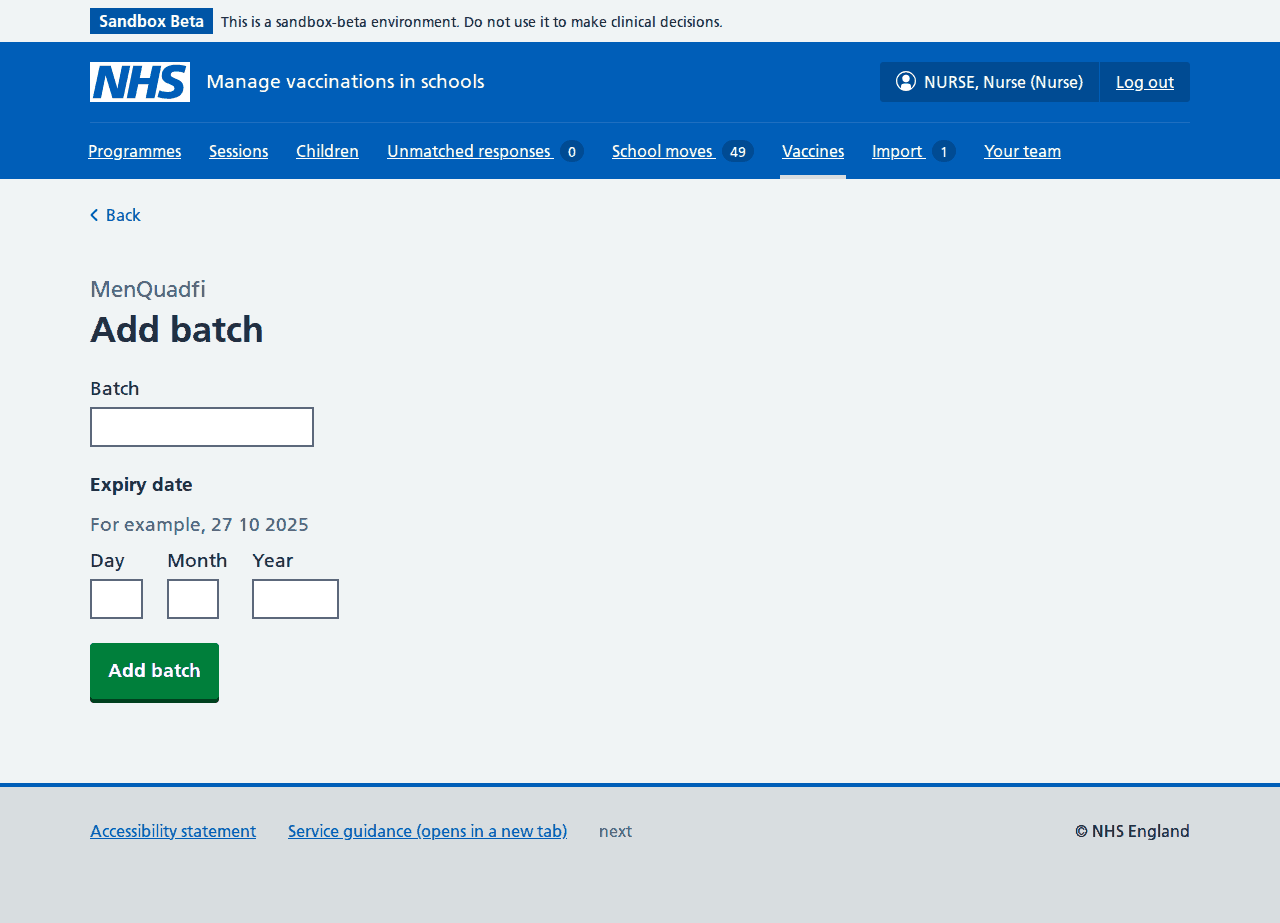 Sandbox Beta This is a sandbox-beta environment. Do not use it to make clinical decisions.
NHS Manage vaccinations in schools NURSE, Nurse (Nurse) Log out
Programmes Sessions Children Unmatched responses 0 School moves 49 Vaccines Import 1 Your team
Back
MenQuadfi
Add batch
Batch
Expiry date
For example, 27 10 2025
Day Month Year
Add batch
Accessibility statement Service guidance (opens in a new tab) next © NHS England